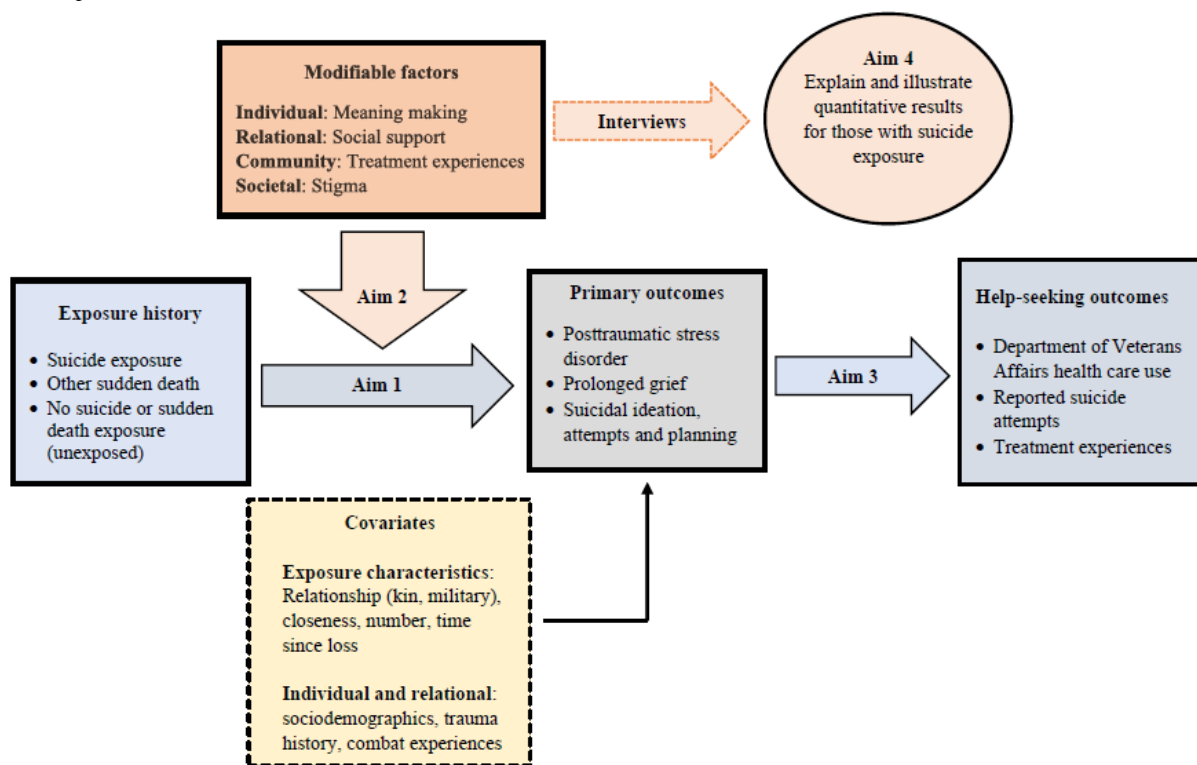 Modifiable factors
Individual: Meaning making
Relational: Social support
Community: Treatment experiences
Societal: Stigma
Interviews
Aim 4
Explain and illustrate
quantitative results
for those with suicide
exposure
Aim 2
Exposure history
• Suicide exposure
• Other sudden death
• No suicide or sudden
death exposure
(unexposed)
Aim 1
Primary outcomes
• Posttraumatic stress
disorder
• Prolonged grief
• Suicidal ideation,
attempts and planning
Aim 3
Help-seeking outcomes
• Department of Veterans
Affairs health care use
• Reported suicide
attempts
• Treatment experiences
Covariates
Exposure characteristics:
Relationship (kin, military),
closeness, number, time
since loss
Individual and relational:
sociodemographics, trauma
history, combat experiences